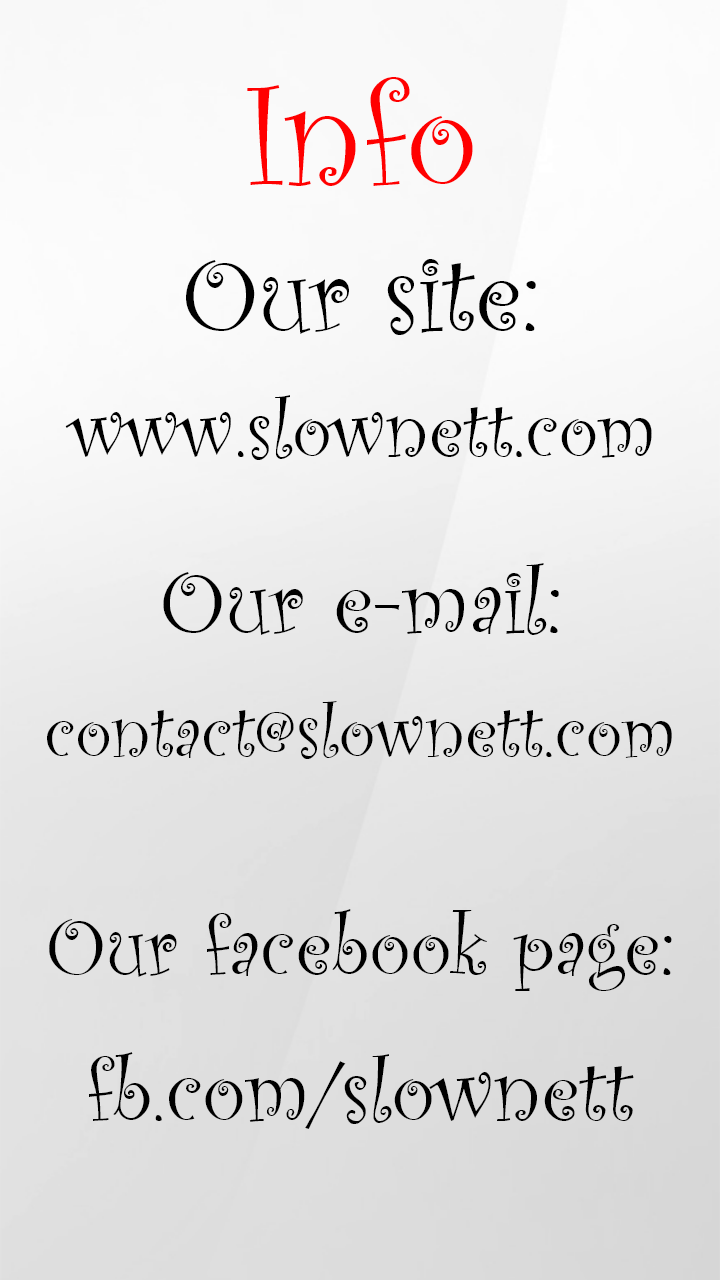 Info
Our site:
www.slownett.com
Our e-mail:
contact@slownett.com
Our facebook page:
fb.com/slownett